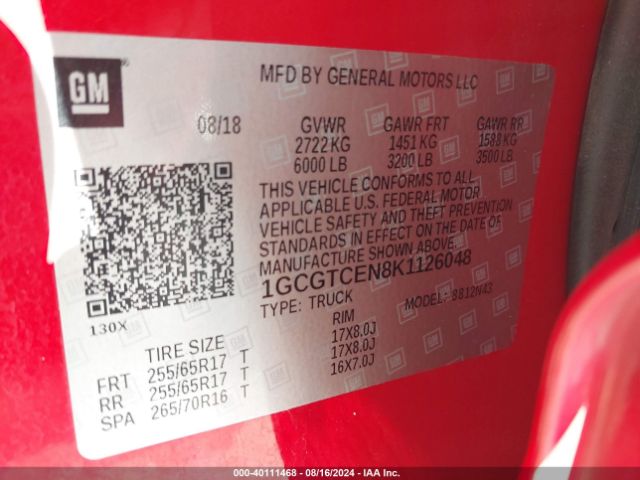 GM
MFD BY GENERAL MOTORS LLC
08/18 GVWR GAWR FRT GAWR RR
2722 KG 1451 KG 1588 KG
6000 LB 3200 LB 3500 LB
THIS VEHICLE CONFORMS TO ALL
APPLICABLE U.S. FEDERAL MOTOR
VEHICLE SAFETY AND THEFT PREVENTION
STANDARDS IN EFFECT ON THE DATE OF
MANUFACTURE SHOWN ABOVE.
1GCGTCEN8K1126048
TYPE: TRUCK MODEL: 8812N43
130X
TIRE SIZE RIM
FRT 255/65R17 T 17X8.0J
RR 255/65R17 T 17X8.0J
SPA 265/70R16 T 16X7.0J
000-40111468 - 08/16/2024 - IAA Inc.